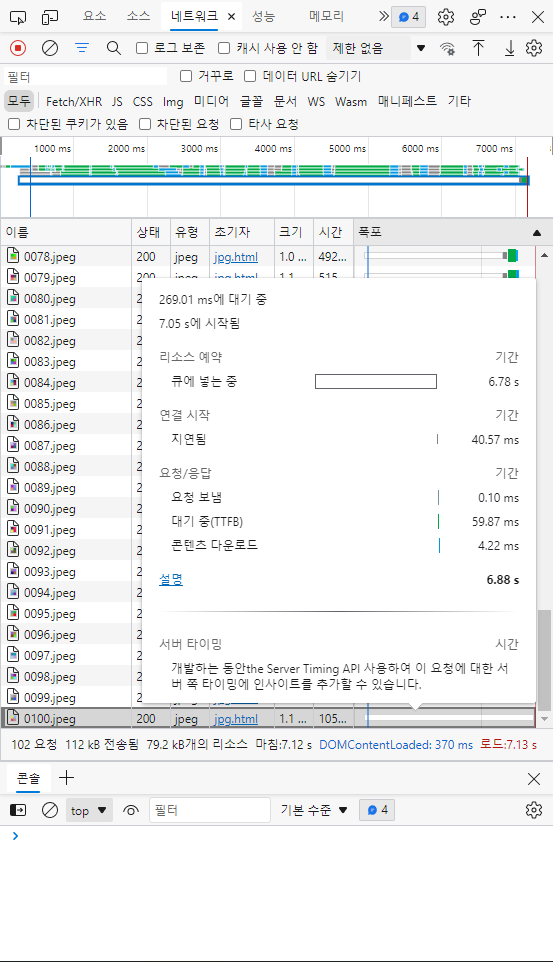 요소 소스 네트워크 성능 메모리 4
로그 보존 캐시 사용 안 함 제한 없음
필터 거꾸로 데이터 URL 숨기기
모두 Fetch/XHR JS CSS Img 미디어 글꼴 문서 WS Wasm 매니페스트 기타
차단된 쿠키가 있음 차단된 요청 타사 요청
1000 ms 2000 ms 3000 ms 4000 ms 5000 ms 6000 ms 7000 ms
이름 상태 유형 초기자 크기 시간 폭포
0078.jpeg 200 jpeg jpg.html 1.0 ... 492...
0079.jpeg 200 jpeg jpg.html 1.1 ... 515...
0080.jpeg 2
0081.jpeg 2
0082.jpeg 2
0083.jpeg 2
0084.jpeg 2
0085.jpeg 2
0086.jpeg 2
0087.jpeg 2
0088.jpeg 2
0089.jpeg 2
0090.jpeg 2
0091.jpeg 2
0092.jpeg 2
0093.jpeg 2
0094.jpeg 2
0095.jpeg 2
0096.jpeg 2
0097.jpeg 2
0098.jpeg 2
0099.jpeg
0100.jpeg 200 jpeg jpg.html 1.1 ... 105...
269.01 ms에 대기 중
7.05 s에 시작됨
리소스 예약 기간
큐에 넣는 중 6.78 s
연결 시작 기간
지연됨 40.57 ms
요청/응답 기간
요청 보냄 0.10 ms
대기 중(TTFB) 59.87 ms
콘텐츠 다운로드 4.22 ms
설명 6.88 s
서버 타이밍 시간
개발하는 동안the Server Timing API 사용하여 이 요청에 대한 서
버 쪽 타이밍에 인사이트를 추가할 수 있습니다.
102 요청 112 kB 전송됨 79.2 kB개의 리소스 마침:7.12 s DOMContentLoaded: 370 ms 로드:7.13 s
콘솔
top 필터 기본 수준 4